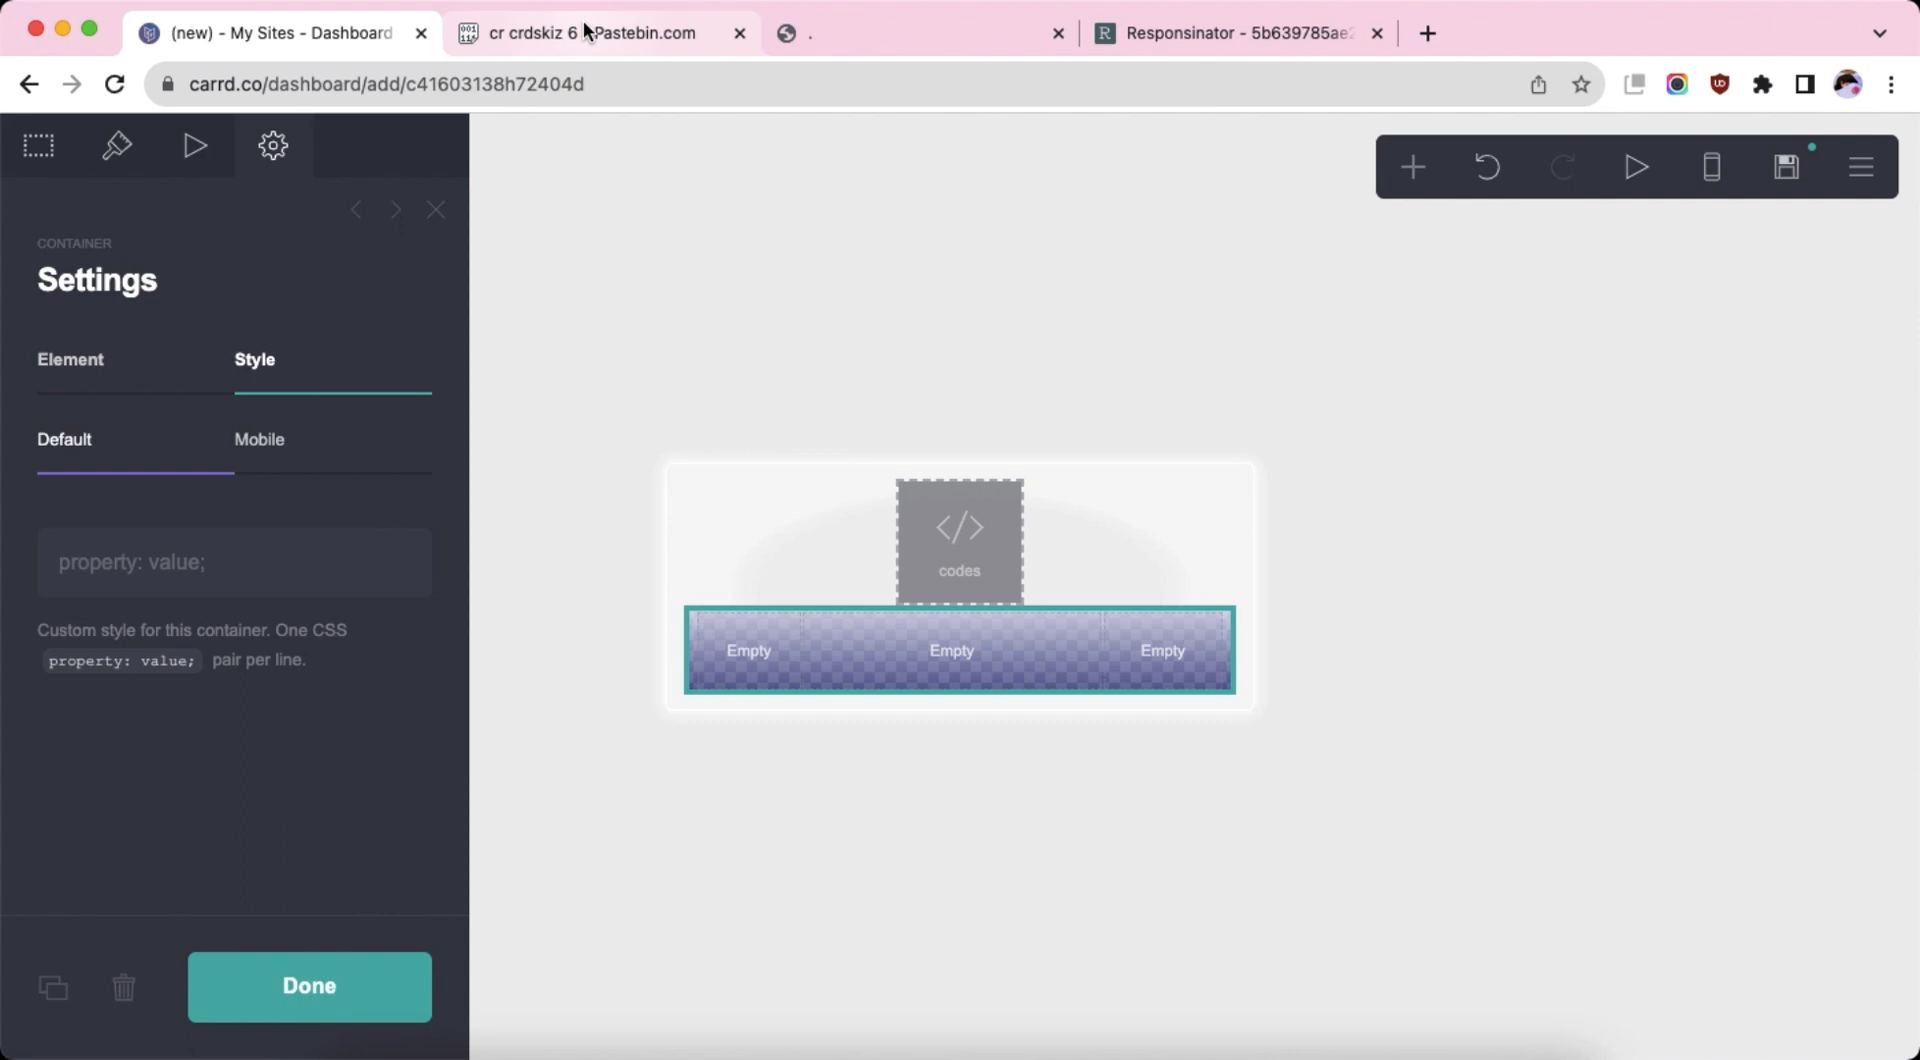 (new) - My Sites - Dashboard
cr crdskiz 6 Pastebin.com
.
Responsinator - 5b639785ae2
carrd.co/dashboard/add/c41603138h72404d
CONTAINER
Settings
Element
Style
Default
Mobile
property: value;
Custom style for this container. One CSS
property: value; pair per line.
Done
</> 
codes
Empty
Empty
Empty